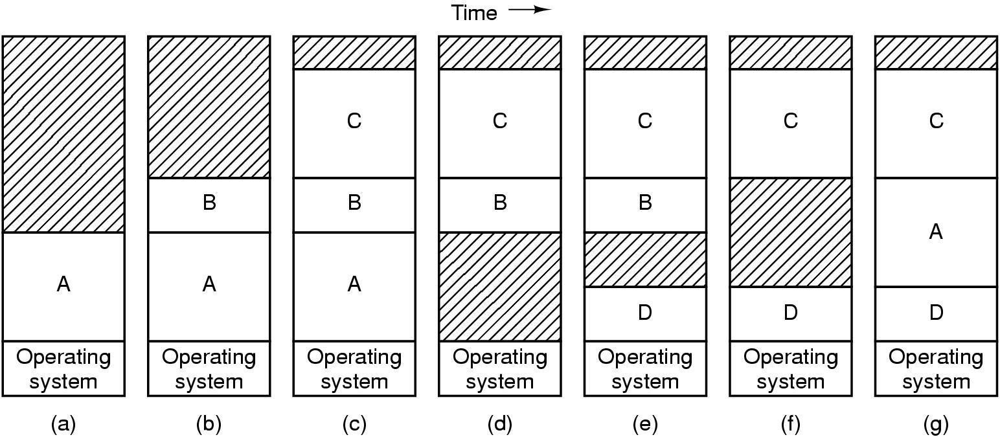 Time
C
C
C
C
C
B
B
B
B
A
A
A
A
D
D
D
Operating
system
Operating
system
Operating
system
Operating
system
Operating
system
Operating
system
Operating
system
(a)
(b)
(c)
(d)
(e)
(f)
(g)